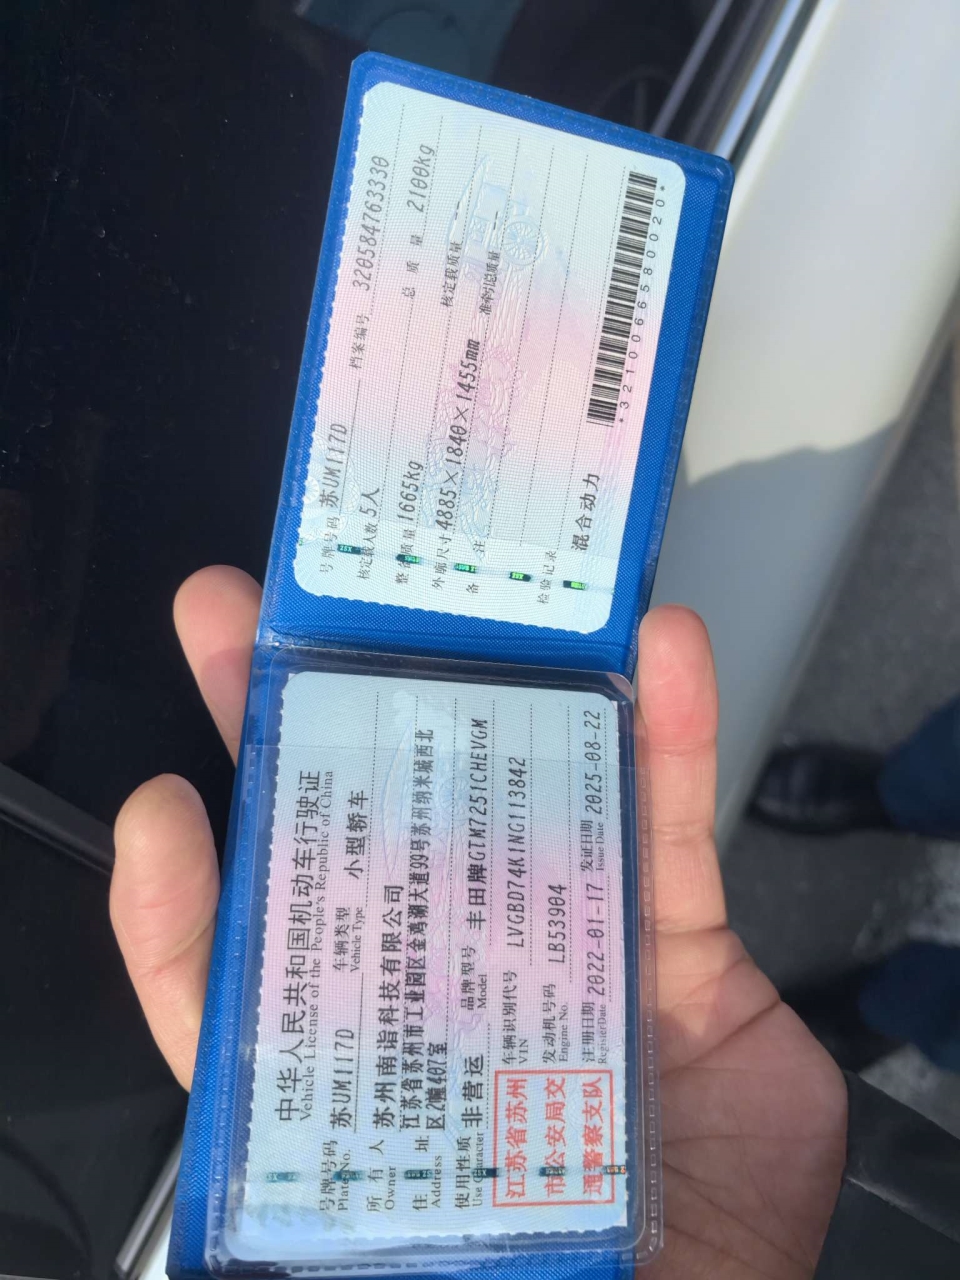 中华人民共和国机动车行驶证
Vehicle License of the People's Republic of China
号牌号码 苏UM117D 车辆类型 小型轿车
Plate No. Vehicle Type
所有人 苏州南诣科技有限公司
Owner
住址 江苏省苏州市工业园区金鸡湖大道99号苏州纳米城西北
Address 区2幢407室
使用性质 非营运 品牌型号 丰田牌GTM7251CHEVGM
Use Character Model
江苏省苏州
市公安局交
通警察支队
车辆识别代号 LVGBD74K1NG113842
VIN
发动机号码 LB53904
Engine No.
注册日期 2022-01-17 发证日期 2025-08-22
Register Date Issue Date
号牌号码 苏UM117D 档案编号 320584763330
核定载人数 5人 总质量 2100kg
整备质量 1665kg 核定载质量
外廓尺寸 4885×1840×1455mm 准牵引总质量
备注
检验记录
混合动力
*3210066580020*